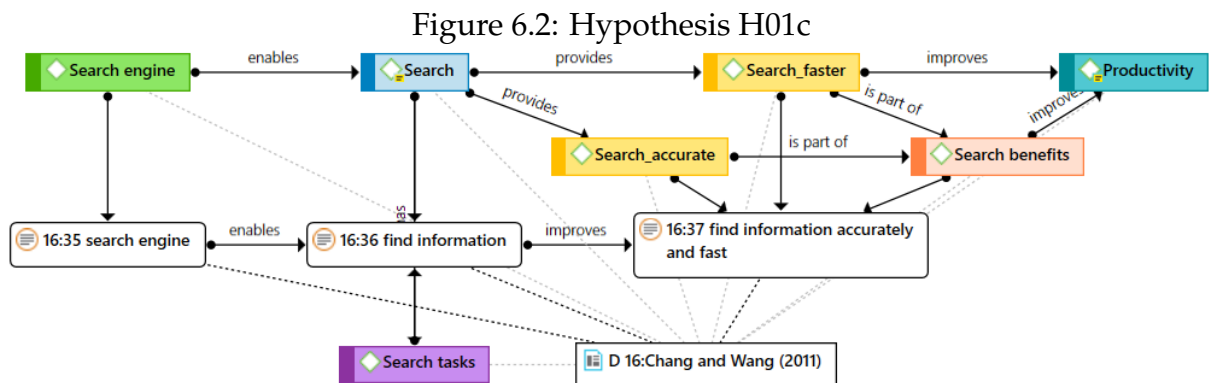 Figure 6.2: Hypothesis H01c
Search engine
enables
Search
provides
Search_faster
improves
Productivity
provides
is part of
improves
Search_accurate
is part of
Search benefits
16:35 search engine
enables
16:36 find information
improves
16:37 find information accurately
and fast
Search tasks
D 16:Chang and Wang (2011)